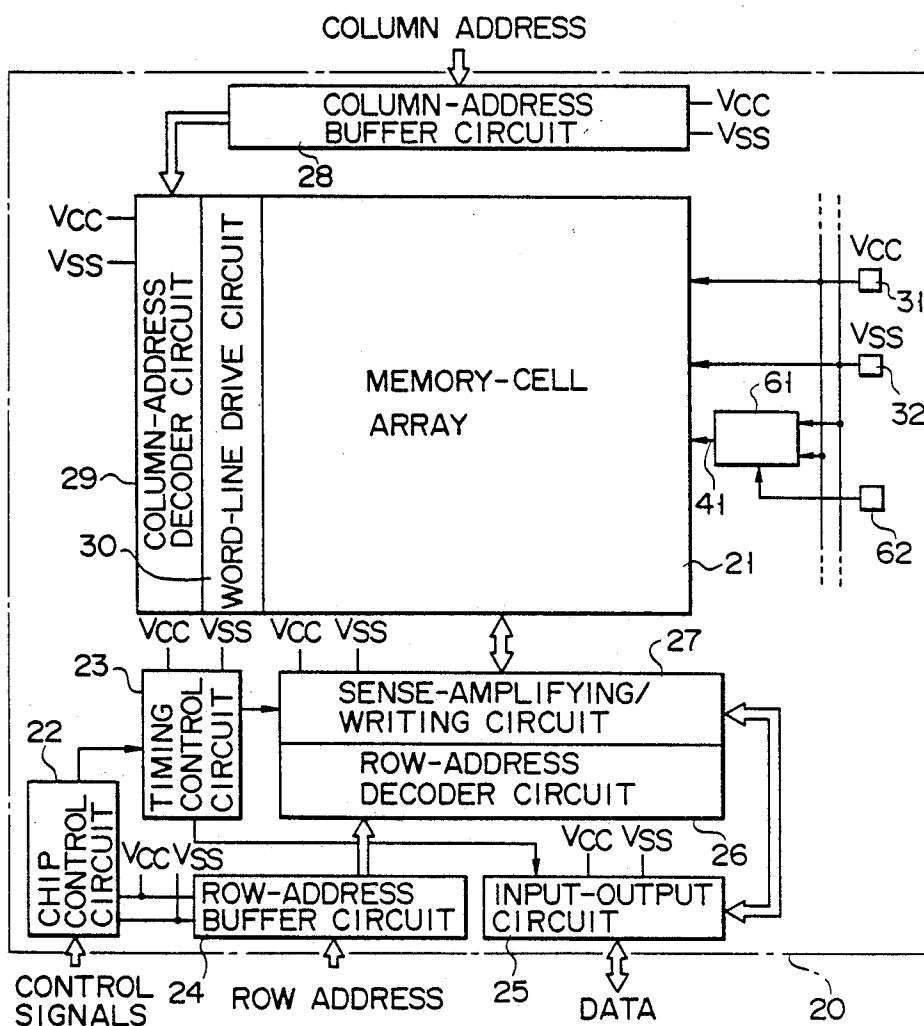 COLUMN ADDRESS
COLUMN-ADDRESS
BUFFER CIRCUIT
VCC
VSS
28
VCC
VSS
COLUMN-ADDRESS
DECODER CIRCUIT
WORD-LINE DRIVE CIRCUIT
29
30
MEMORY-CELL
ARRAY
21
VCC
31
VSS
32
61
41
62
VCC
VSS
VCC
VSS
23
TIMING
CONTROL
CIRCUIT
27
SENSE-AMPLIFYING/
WRITING CIRCUIT
ROW-ADDRESS
DECODER CIRCUIT
26
22
CHIP
CONTROL
CIRCUIT
VCC
VSS
ROW-ADDRESS
BUFFER CIRCUIT
24
VCC
VSS
INPUT-OUTPUT
CIRCUIT
25
CONTROL
SIGNALS
ROW ADDRESS
DATA
20